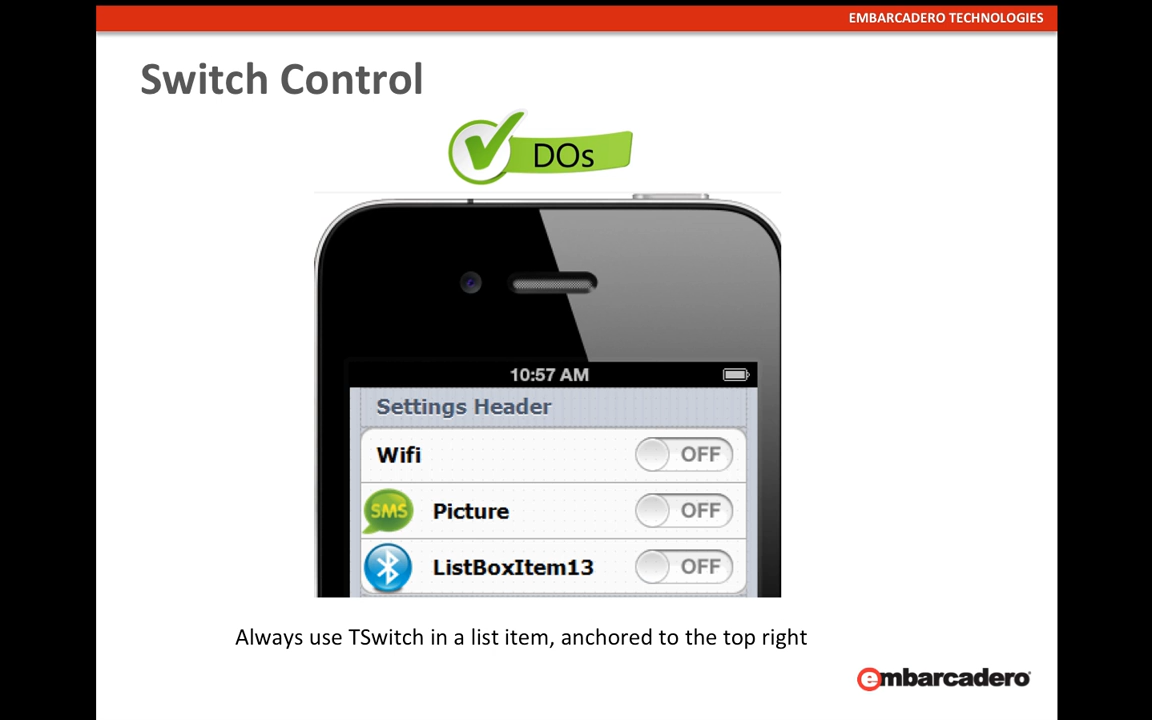 EMBARCADERO TECHNOLOGIES
Switch Control
DOs
10:57 AM
Settings Header
Wifi OFF
SMS Picture OFF
ListBoxItem13 OFF
Always use TSwitch in a list item, anchored to the top right
embarcadero